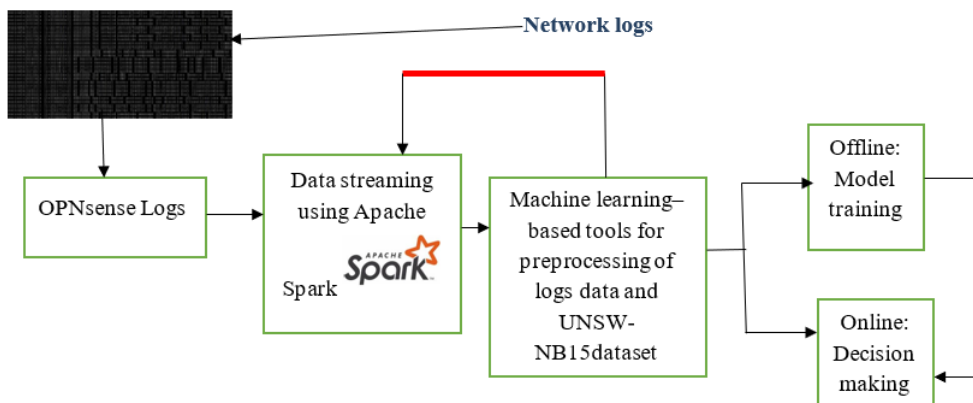 Network logs
OPNsense Logs
Data streaming
using Apache
Spark
APACHE
Spark
Machine learning–
based tools for
preprocessing of
logs data and
UNSW-
NB15dataset
Offline:
Model
training
Online:
Decision
making